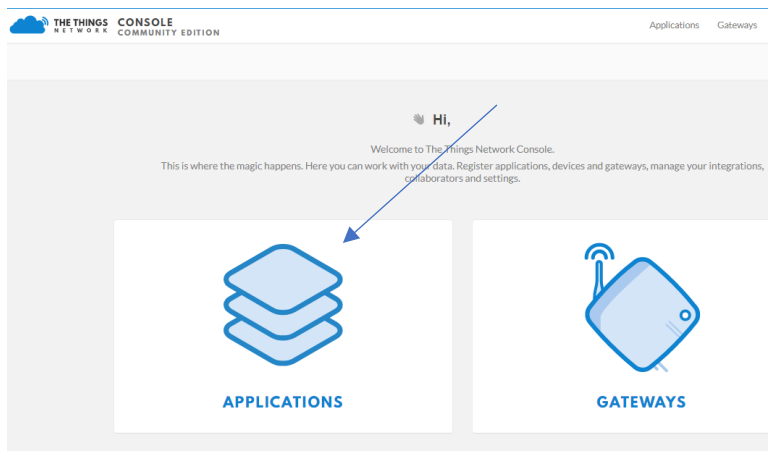 THE THINGS NETWORK CONSOLE COMMUNITY EDITION Applications Gateways
Hi,
Welcome to The Things Network Console.
This is where the magic happens. Here you can work with your data. Register applications, devices and gateways, manage your integrations,
collaborators and settings.
APPLICATIONS GATEWAYS